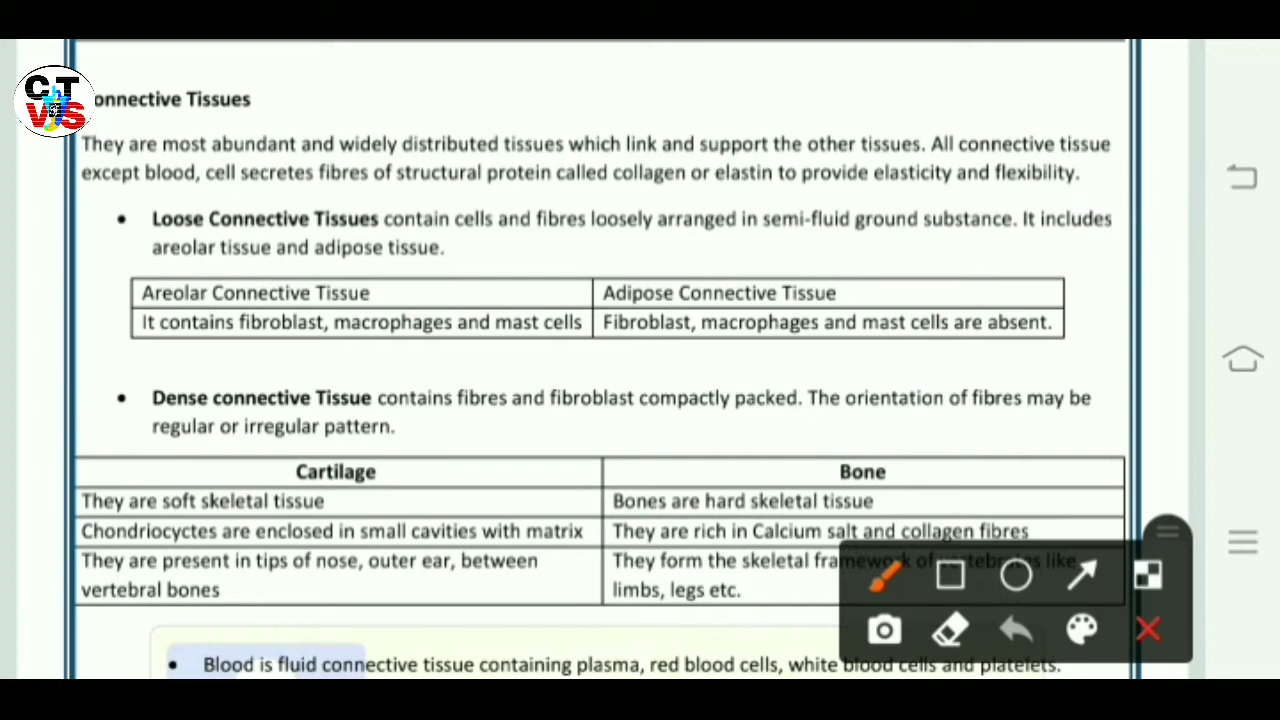 CT
VJS
onnective Tissues
They are most abundant and widely distributed tissues which link and support the other tissues. All connective tissue
except blood, cell secretes fibres of structural protein called collagen or elastin to provide elasticity and flexibility.
• Loose Connective Tissues contain cells and fibres loosely arranged in semi-fluid ground substance. It includes
areolar tissue and adipose tissue.
Areolar Connective Tissue Adipose Connective Tissue
It contains fibroblast, macrophages and mast cells Fibroblast, macrophages and mast cells are absent.
• Dense connective Tissue contains fibres and fibroblast compactly packed. The orientation of fibres may be
regular or irregular pattern.
Cartilage Bone
They are soft skeletal tissue Bones are hard skeletal tissue
Chondriocyctes are enclosed in small cavities with matrix They are rich in Calcium salt and collagen fibres
They are present in tips of nose, outer ear, between They form the skeletal framework of vertebrates like
vertebral bones limbs, legs etc.
• Blood is fluid connective tissue containing plasma, red blood cells, white blood cells and platelets.